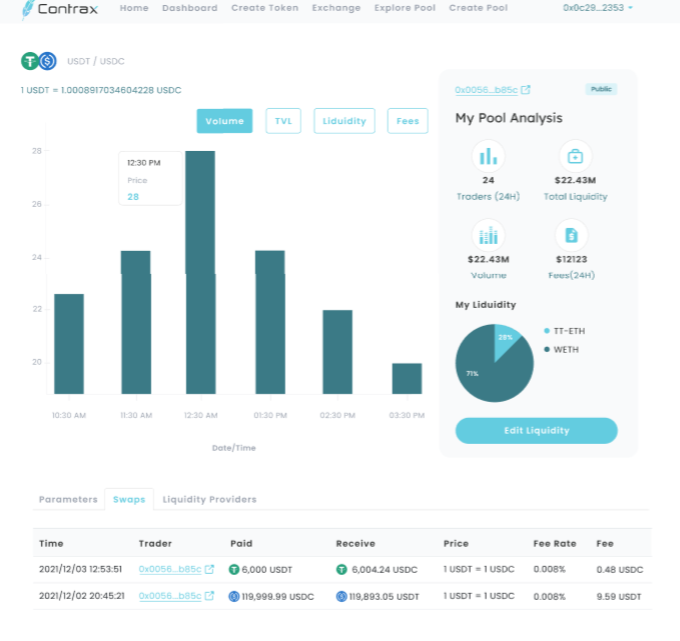 Contrax Home Dashboard Create Token Exchange Explore Pool Create Pool 0x0c29...2353
USDT / USDC
1 USDT = 1.0008917034604228 USDC
Volume TVL Liduidity Fees
28
26
24
22
20
12:30 PM
Price
28
10:30 AM 11:30 AM 12:30 AM 01:30 PM 02:30 PM 03:30 PM
Date/Time
0x0056...b85c Public
My Pool Analysis
24 $22.43M
Traders (24H) Total Liquidity
$22.43M $12123
Volume Fees(24H)
My Liduidity
28%
71%
TT-ETH
WETH
Edit Liquidity
Parameters Swaps Liquidity Providers
Time Trader Paid Receive Price Fee Rate Fee
2021/12/03 12:53:51 0x0056...b85c 6,000 USDT 6,004.24 USDC 1 USDT = 1 USDC 0.008% 0.48 USDC
2021/12/02 20:45:21 0x0056...b85c 119,999.99 USDC 119,893.05 USDT 1 USDT = 1 USDC 0.008% 9.59 USDT